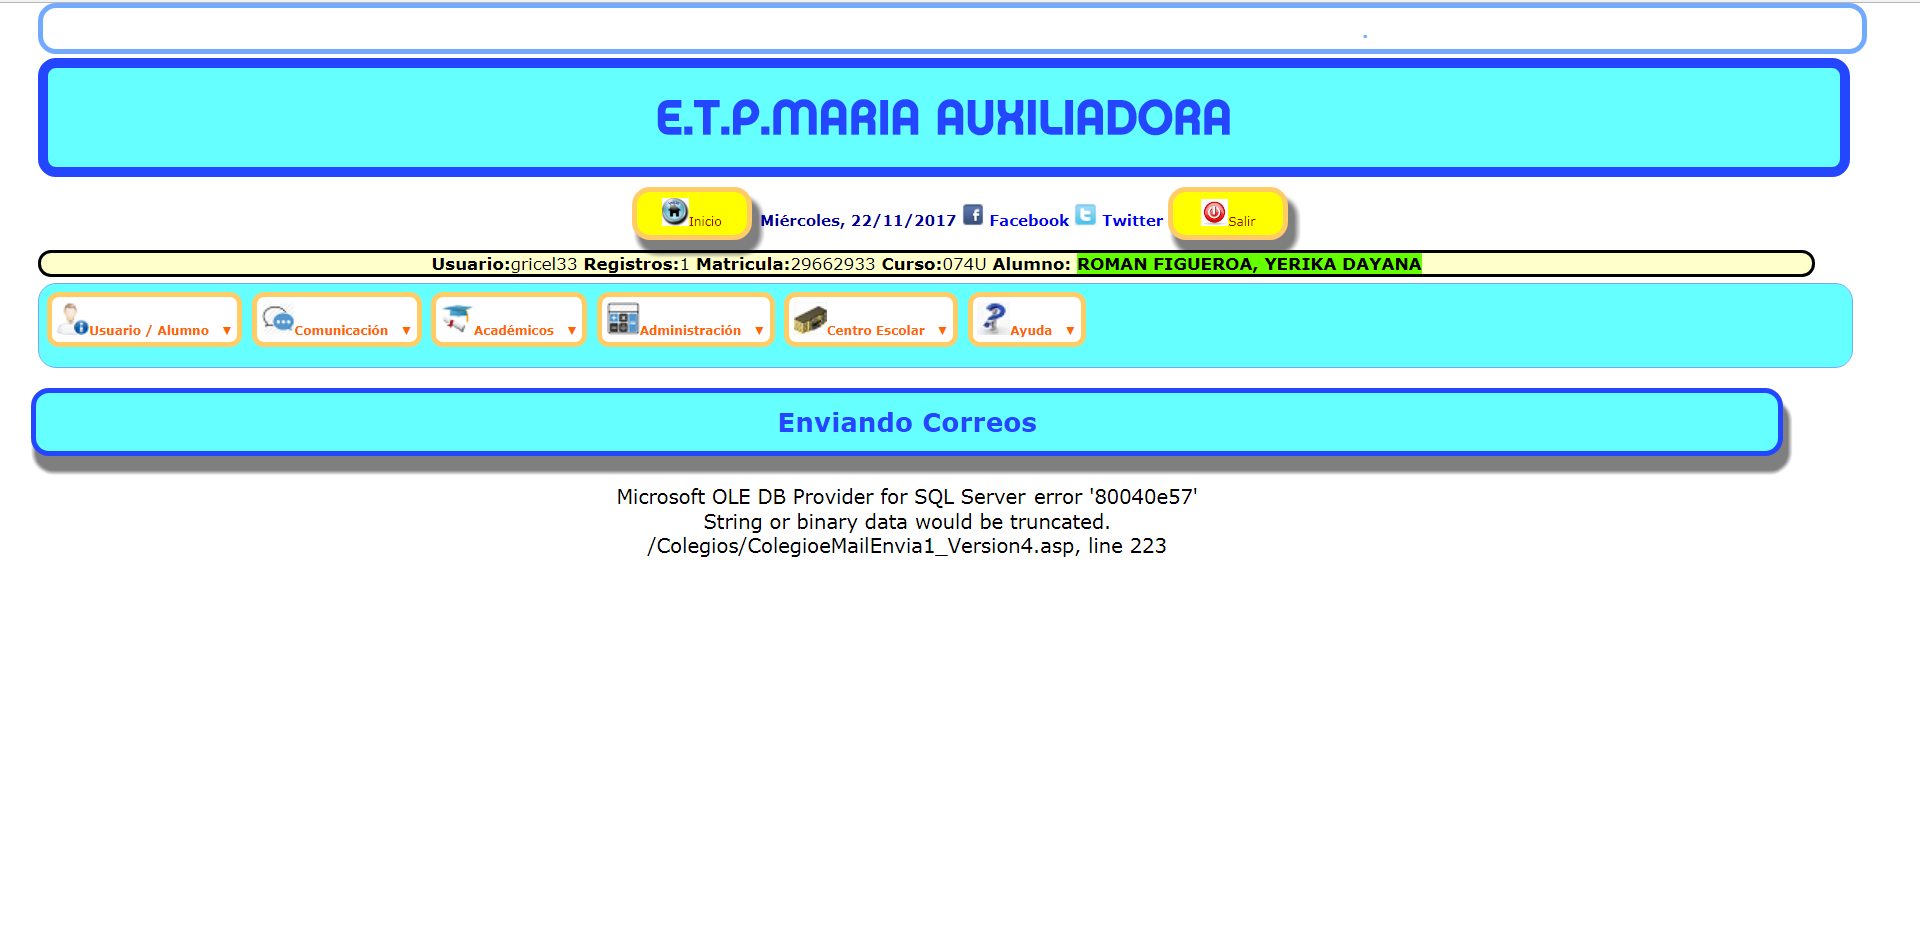 .
E.T.P.MARIA AUXILIADORA
Inicio Miércoles, 22/11/2017 Facebook Twitter Salir
Usuario:gricel33 Registros:1 Matricula:29662933 Curso:074U Alumno: ROMAN FIGUEROA, YERIKA DAYANA
Usuario / Alumno ▼ Comunicación ▼ Académicos ▼ Administración ▼ Centro Escolar ▼ Ayuda ▼
Enviando Correos
Microsoft OLE DB Provider for SQL Server error '80040e57'
String or binary data would be truncated.
/Colegios/ColegioeMailEnvia1_Version4.asp, line 223